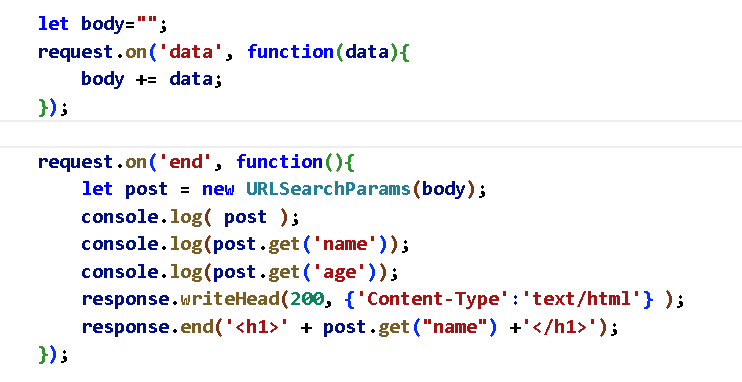 let body="";
request.on('data', function(data){
    body += data;
});
request.on('end', function(){
    let post = new URLSearchParams(body);
    console.log( post );
    console.log(post.get('name'));
    console.log(post.get('age'));
    response.writeHead(200, {'Content-Type':'text/html'} );
    response.end('<h1>' + post.get("name") +'</h1>');
});